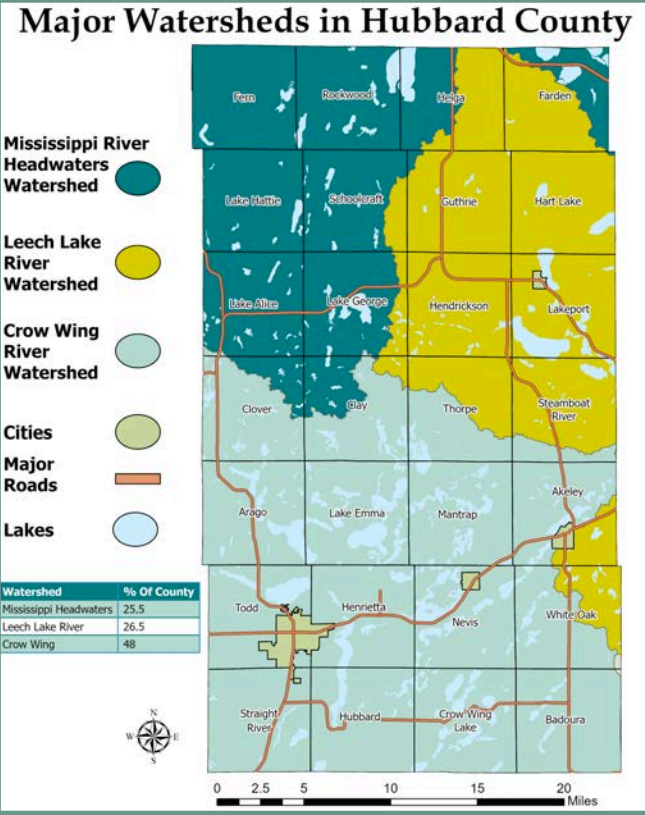 Major Watersheds in Hubbard County
Mississippi River
Headwaters
Watershed
Leech Lake
River
Watershed
Crow Wing
River
Watershed
Cities
Major
Roads
Lakes
Watershed % Of County
Mississippi Headwaters 25.5
Leech Lake River 26.5
Crow Wing 48
N
W E
S
Fern Rockwood Helga Farden
Lake Hattie Schoolcraft Guthrie Hart Lake
Lake Alice Lake George Hendrickson Lakeport
Clover Clay Thorpe Steamboat
River
Arago Lake Emma Mantrap Akeley
Todd Henrietta Nevis White Oak
Straight
River
Hubbard
Crow Wing
Lake
Badoura
0 2.5 5 10 15 20
Miles